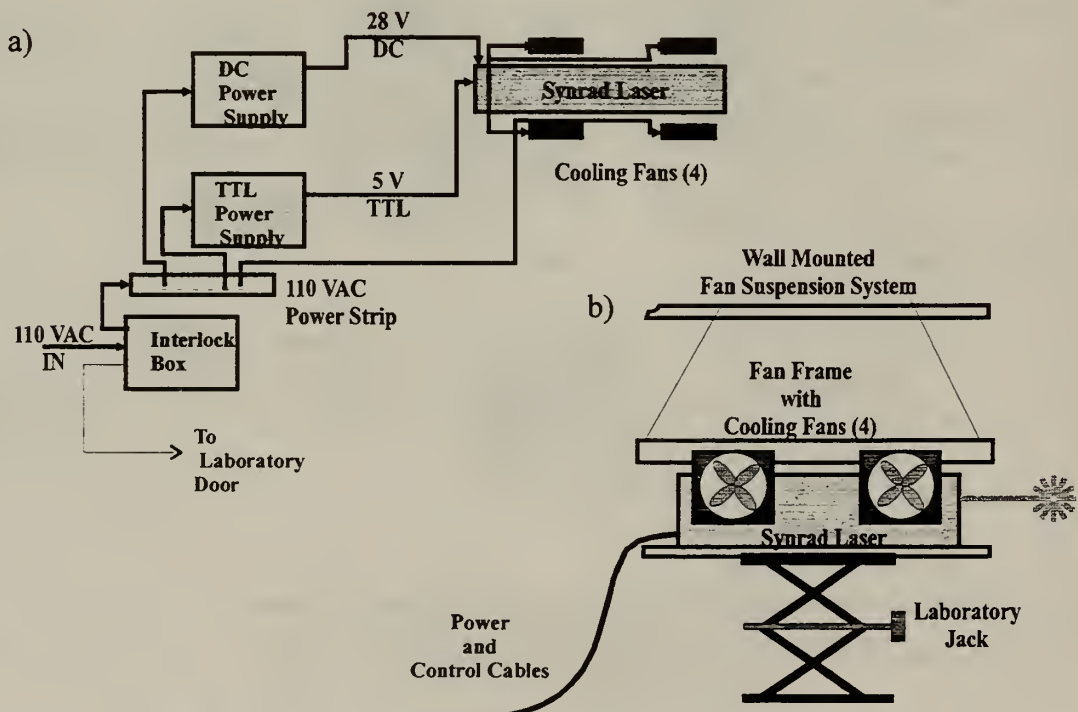 a)
28 V
DC
DC
Power
Supply
Synrad Laser
Cooling Fans (4)
5 V
TTL
TTL
Power
Supply
110 VAC
Power Strip
110 VAC
IN
Interlock
Box
To
Laboratory
Door
b)
Wall Mounted
Fan Suspension System
Fan Frame
with
Cooling Fans (4)
Synrad Laser
Power
and
Control Cables
Laboratory
Jack